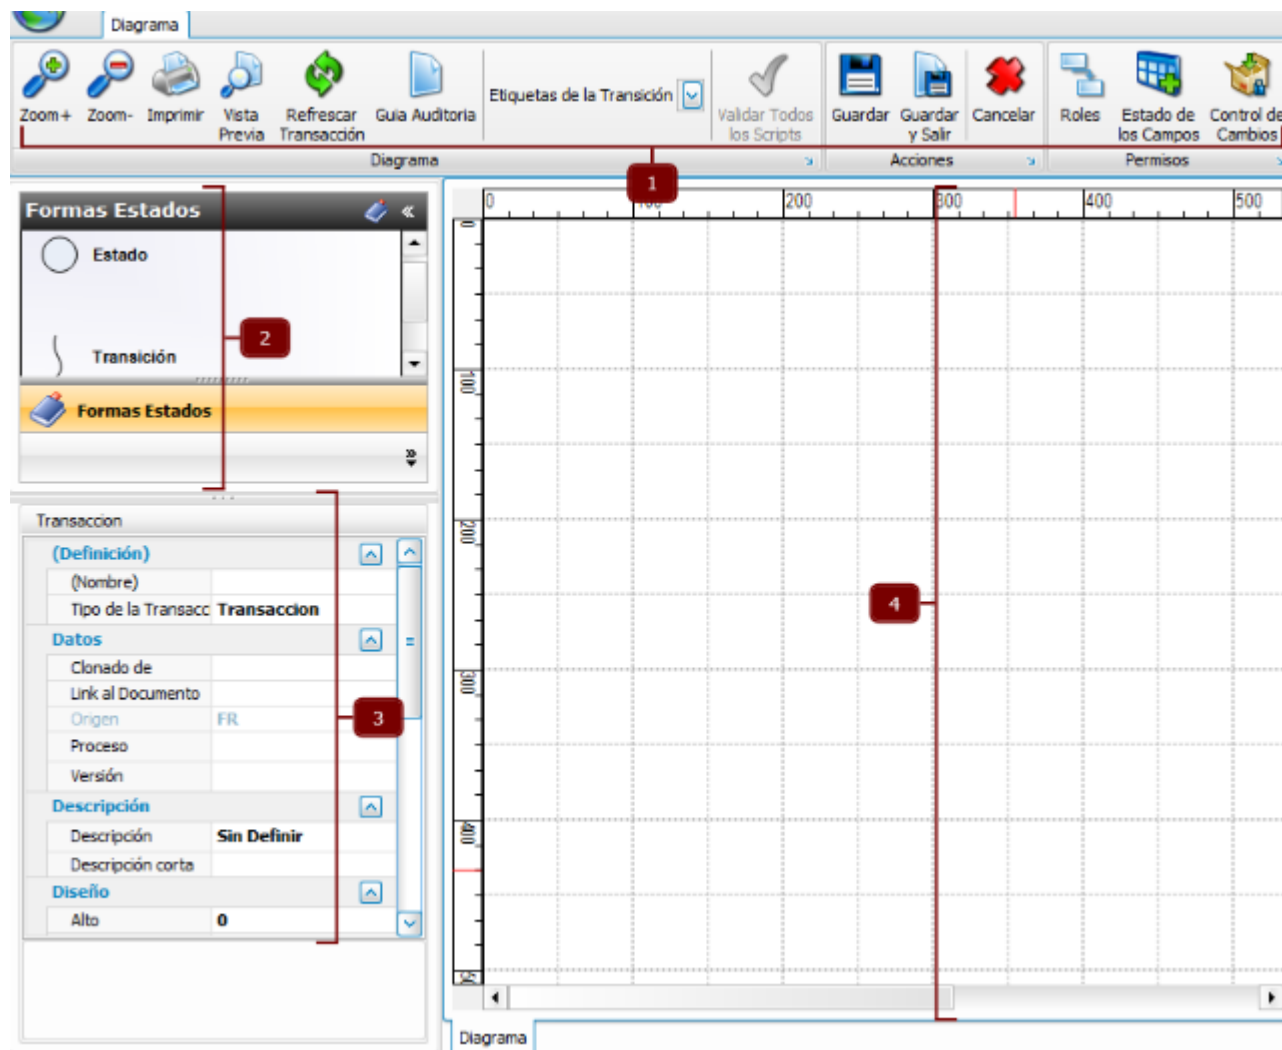 Diagrama
Zoom+ Zoom- Imprimir Vista Previa Refrescar Transacción Guia Auditoria Etiquetas de la Transición Validar Todos los Scripts Guardar Guardar y Salir Cancelar Roles Estado de los Campos Control de Cambios
Diagrama Acciones Permisos
1
Formas Estados
Estado
2
Transición
Formas Estados
Transaccion
(Definición)
(Nombre)
Tipo de la Transacc Transaccion
Datos
Clonado de
Link al Documento
Origen FR
3
Proceso
Versión
Descripción
Descripción Sin Definir
Descripción corta
Diseño
Alto 0
0 100 200 300 400 500
0
100
200
4
300
400
Diagrama